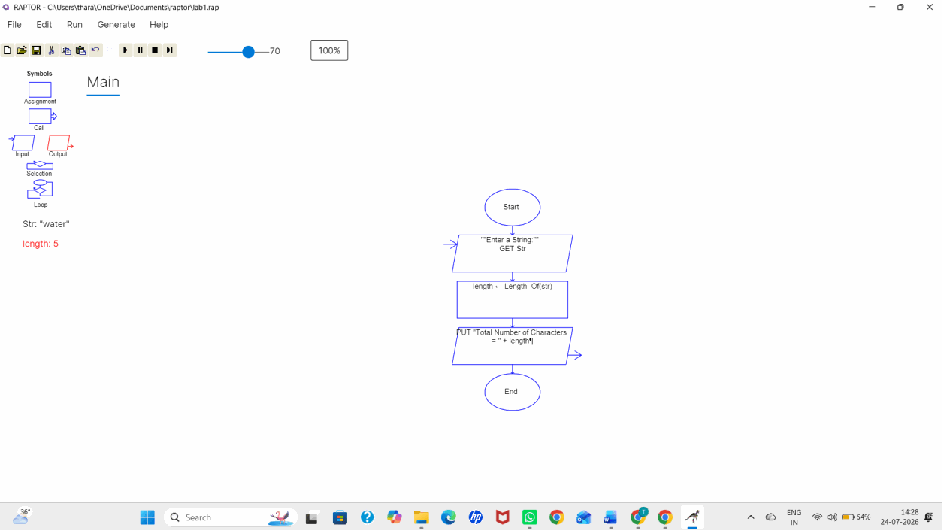 RAPTOR - C:\Users\thara\OneDrive\Documents\raptor\lab1.rap
File Edit Run Generate Help
70 100%
Symbols
Main
Assignment
Call
Input Output
Selection
Loop
Str: "water"
length: 5
Start
""Enter a String:""
GET Str
length ← Length_Of(str)
PUT "Total Number of Characters
= " + length¶
End
36°
Search
ENG
IN
54%
14:28
24-07-2026